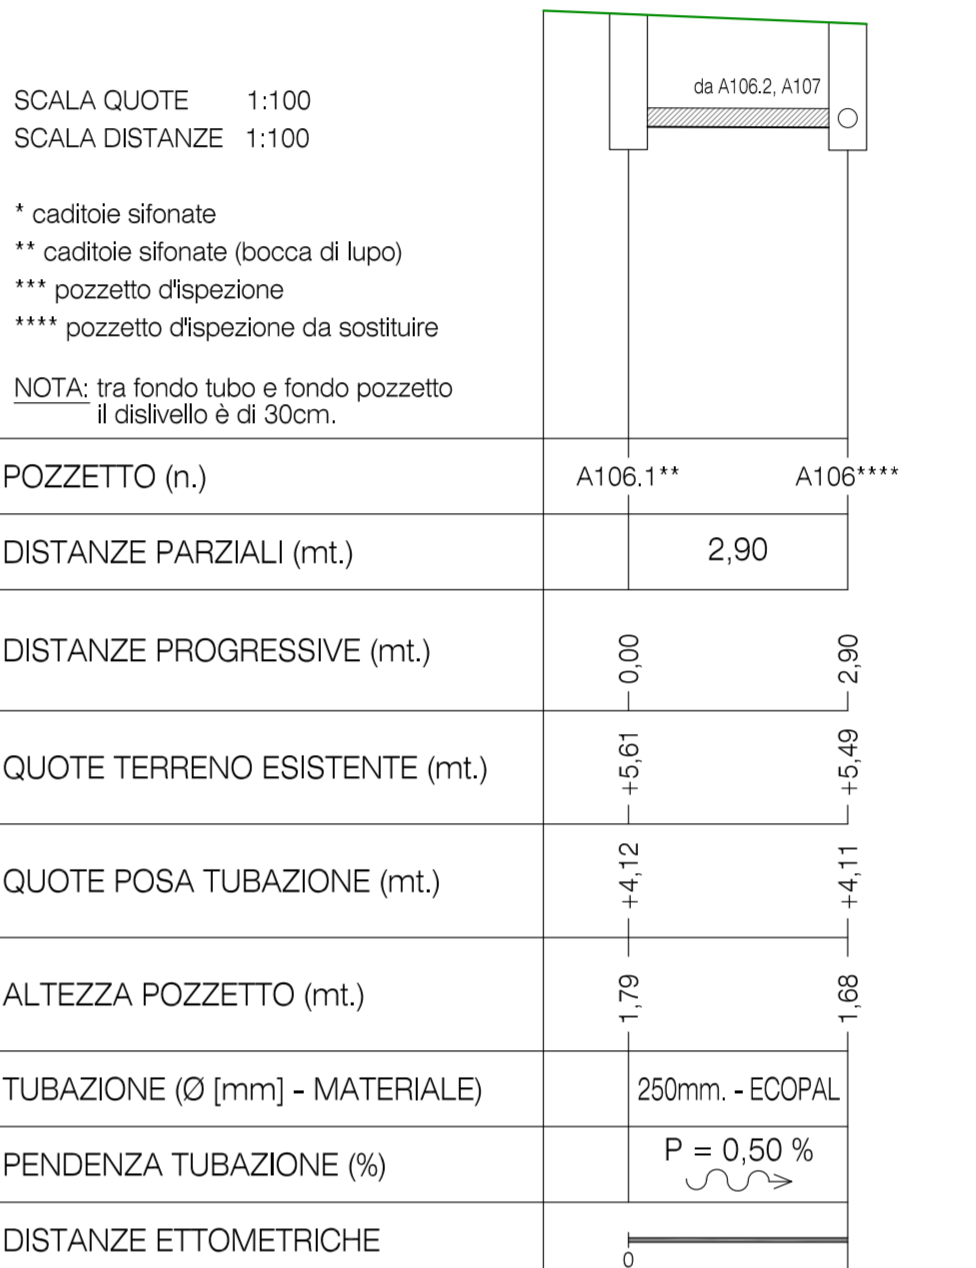 da A106.2, A107
SCALA QUOTE 1:100
SCALA DISTANZE 1:100
* caditoie sifonate
** caditoie sifonate (bocca di lupo)
*** pozzetto d'ispezione
**** pozzetto d'ispezione da sostituire
NOTA: tra fondo tubo e fondo pozzetto
il dislivello è di 30cm.
POZZETTO (n.) A106.1** A106****
DISTANZE PARZIALI (mt.) 2,90
DISTANZE PROGRESSIVE (mt.) 0,00 2,90
QUOTE TERRENO ESISTENTE (mt.) +5,61 +5,49
QUOTE POSA TUBAZIONE (mt.) +4,12 +4,11
ALTEZZA POZZETTO (mt.) 1,79 1,68
TUBAZIONE (Ø [mm] - MATERIALE) 250mm. - ECOPAL
PENDENZA TUBAZIONE (%) P = 0,50 %
DISTANZE ETTOMETRICHE 0